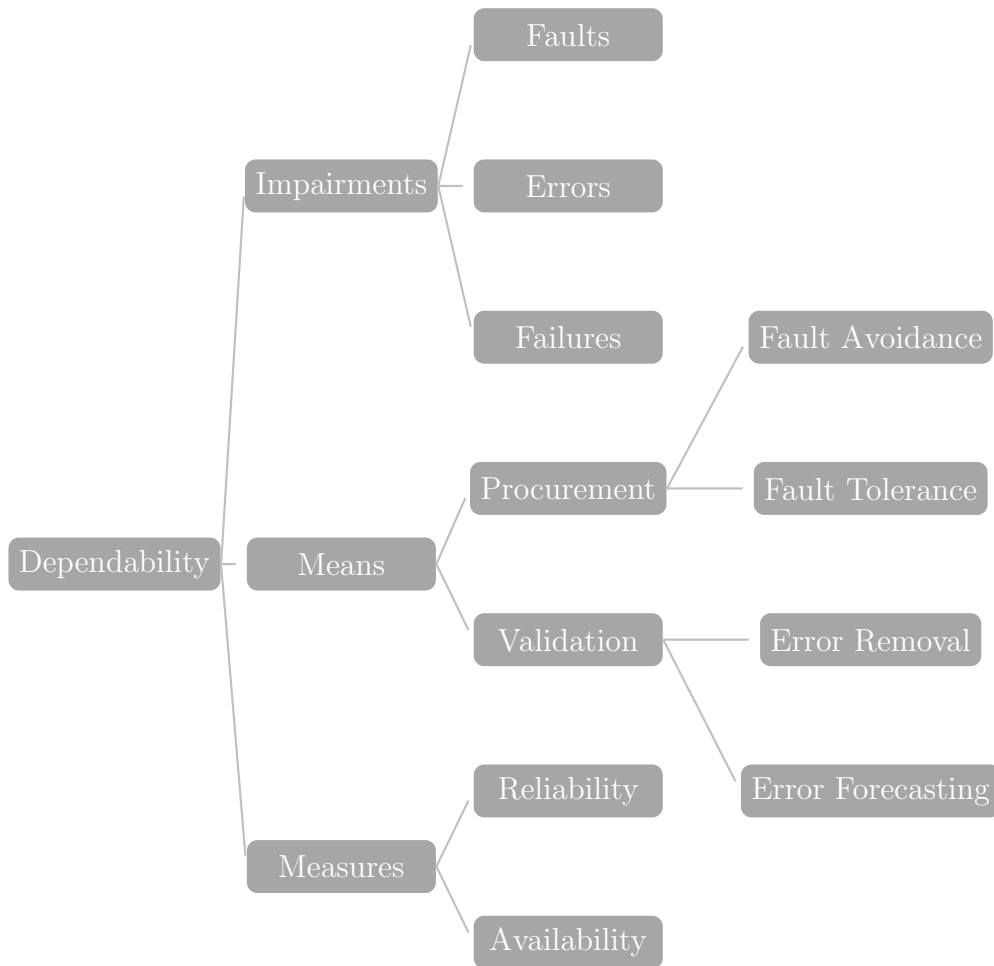 Faults
Impairments
Errors
Failures
Fault Avoidance
Procurement
Fault Tolerance
Dependability
Means
Validation
Error Removal
Reliability
Error Forecasting
Measures
Availability